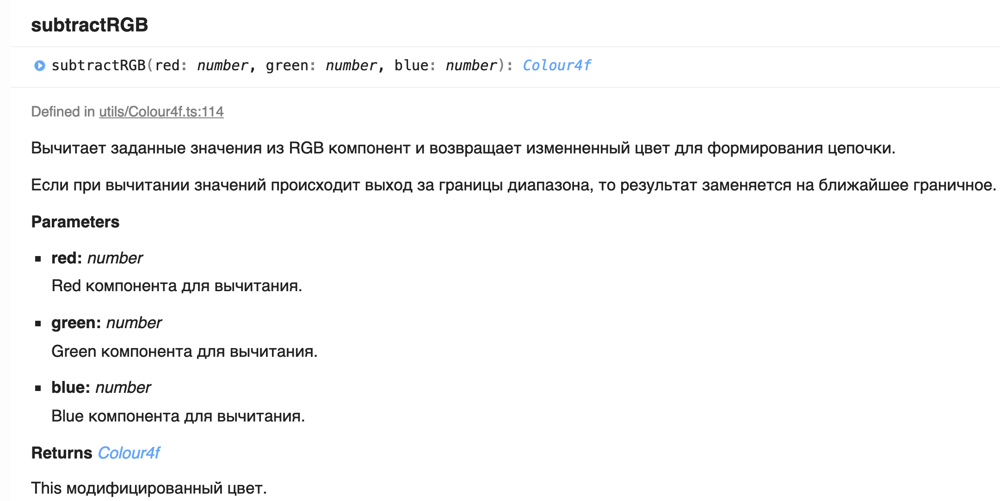 subtractRGB
subtractRGB(red: number, green: number, blue: number): Colour4f
Defined in utils/Colour4f.ts:114
Вычитает заданные значения из RGB компонент и возвращает измненненный цвет для формирования цепочки.
Если при вычитании значений происходит выход за границы диапазона, то результат заменяется на ближайшее граничное.
Parameters
red: number
Red компонента для вычитания.
green: number
Green компонента для вычитания.
blue: number
Blue компонента для вычитания.
Returns Colour4f
This модифицированный цвет.